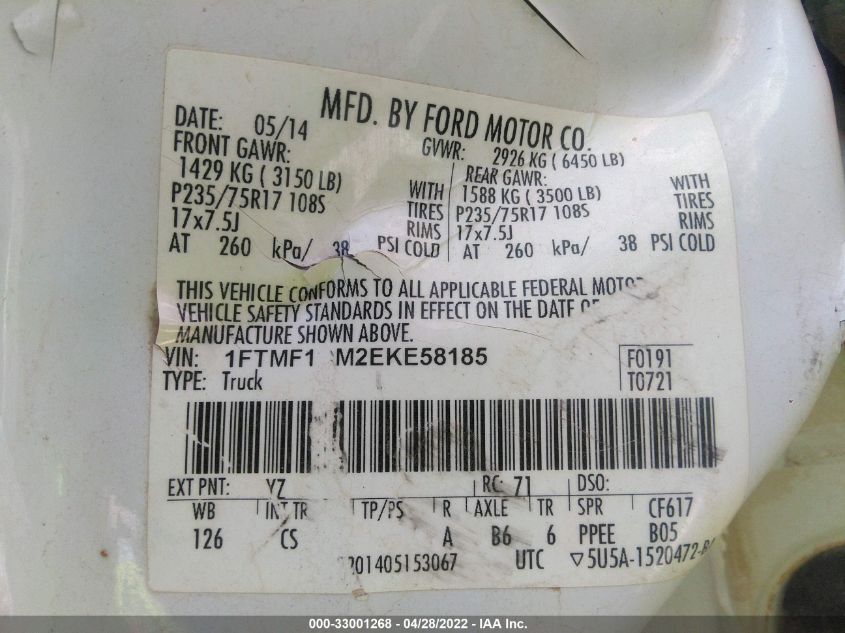 MFD. BY FORD MOTOR CO.
DATE: 05/14 GVWR: 2926 KG ( 6450 LB)
FRONT GAWR: REAR GAWR:
1429 KG ( 3150 LB) WITH 1588 KG ( 3500 LB) WITH
P235/75R17 108S TIRES P235/75R17 108S TIRES
17x7.5J RIMS 17x7.5J RIMS
AT 260 kPa/ 38 PSI COLD AT 260 kPa/ 38 PSI COLD
THIS VEHICLE CONFORMS TO ALL APPLICABLE FEDERAL MOTOR
VEHICLE SAFETY STANDARDS IN EFFECT ON THE DATE OF
MANUFACTURE SHOWN ABOVE.
VIN: 1FTMF1 M2EKE58185 F0191
TYPE: Truck T0721
EXT PNT: YZ RC: 71 DSO:
WB INT TR TP/PS R AXLE TR SPR CF617
126 CS A B6 6 PPEE B05
201405153067 UTC ▽5U5A-1520472-
000-33001268 - 04/28/2022 - IAA Inc.